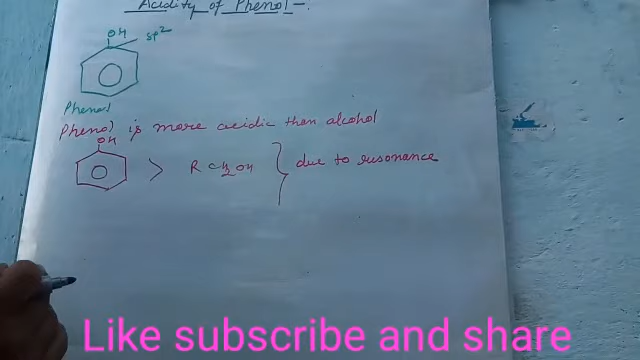 Acidity of Phenol -:
OH
sp²
Phenol
Phenol is more acidic than alcohol
OH
> R CH₂ OH } due to resonance
Like subscribe and share